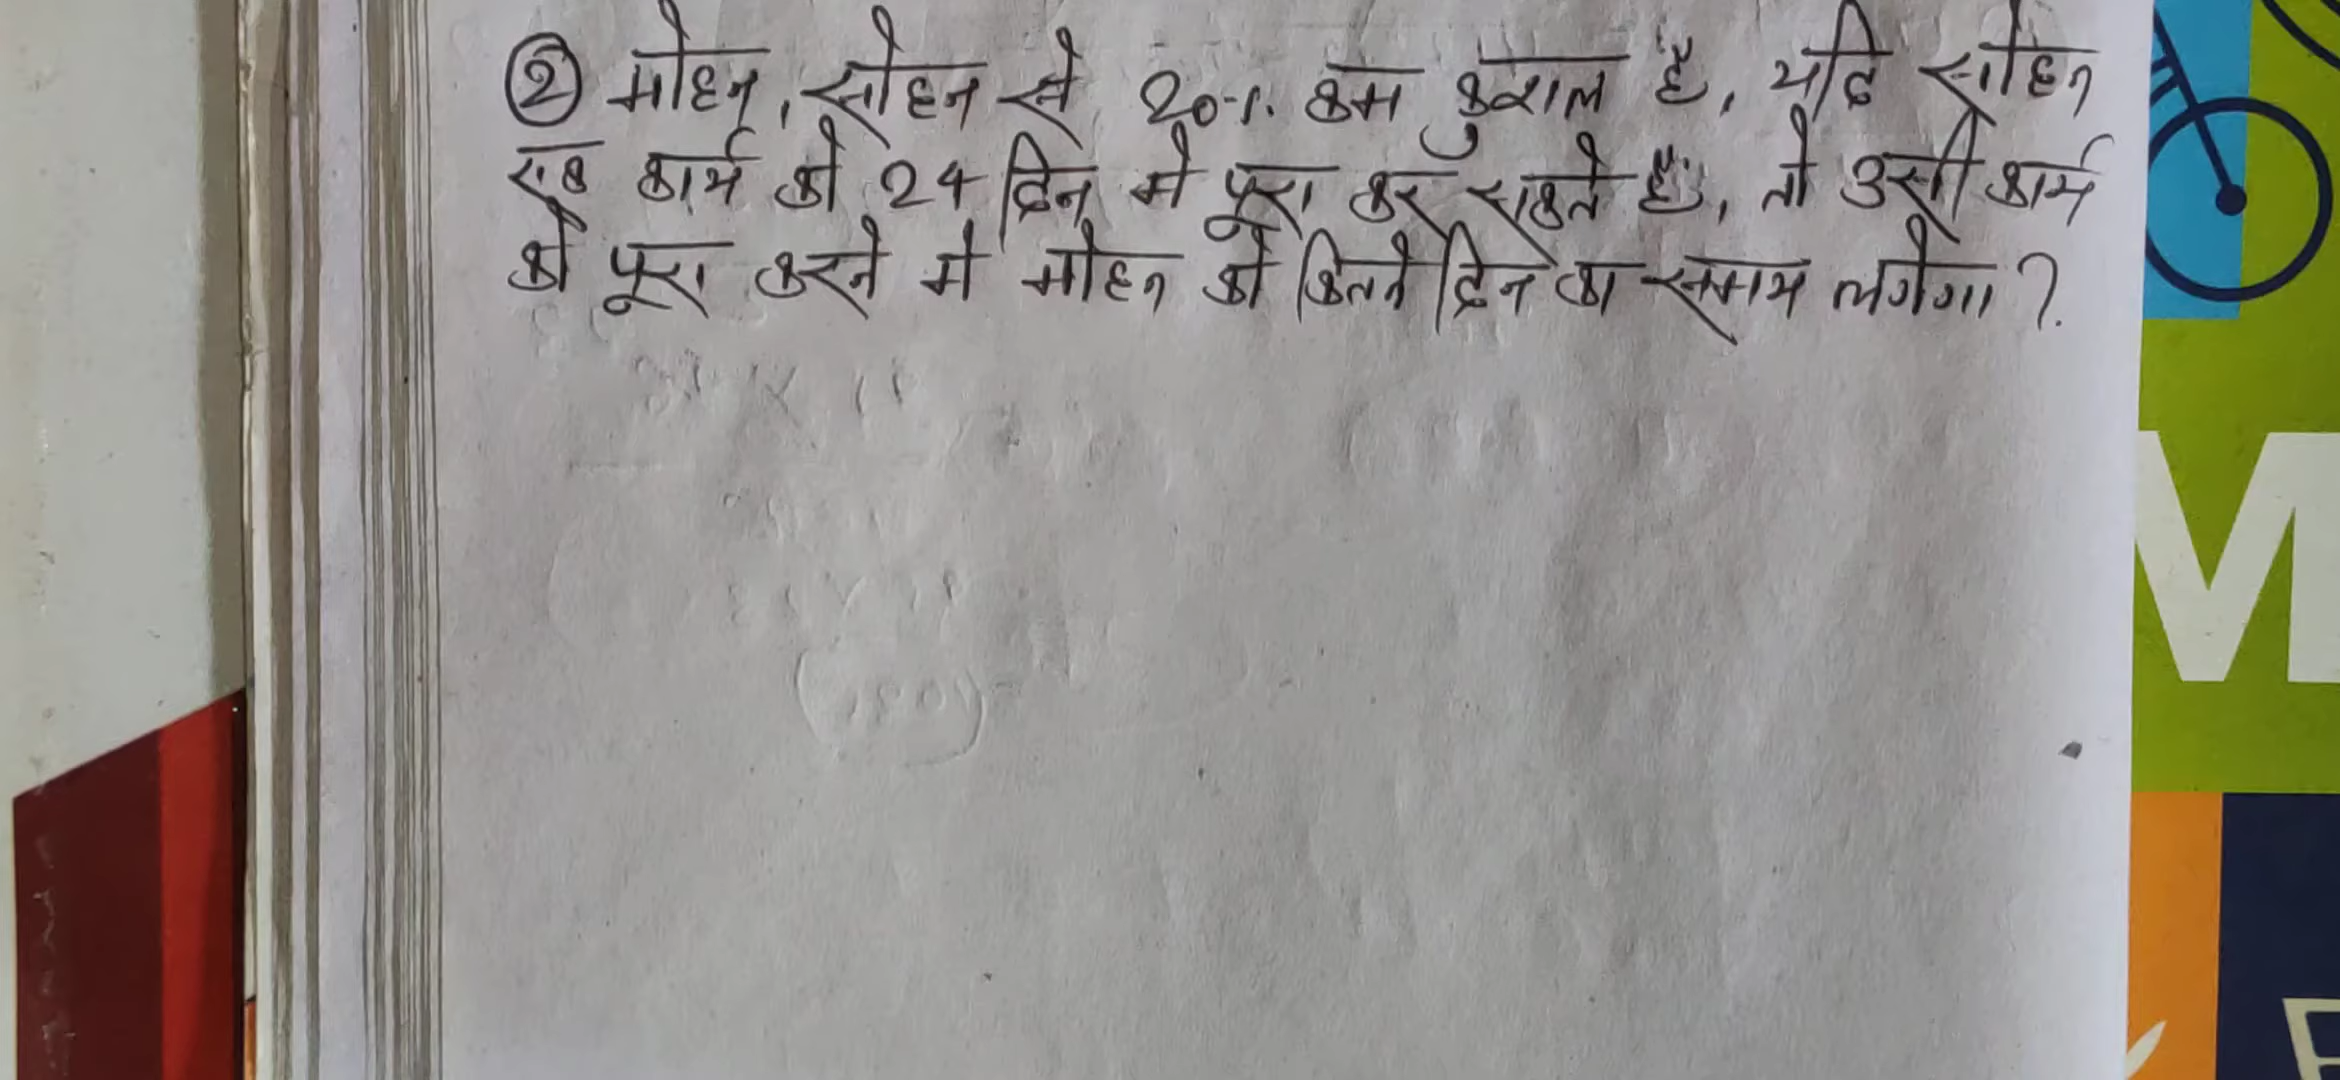 ② मोहन, सोहन से 20%. कम कुशल है, यदि सोहन
एक कार्य को 24 दिन में पूरा कर सकते हैं, तो उसी कार्य
को पूरा करने में मोहन को कितने दिन का समय लगेगा?
M